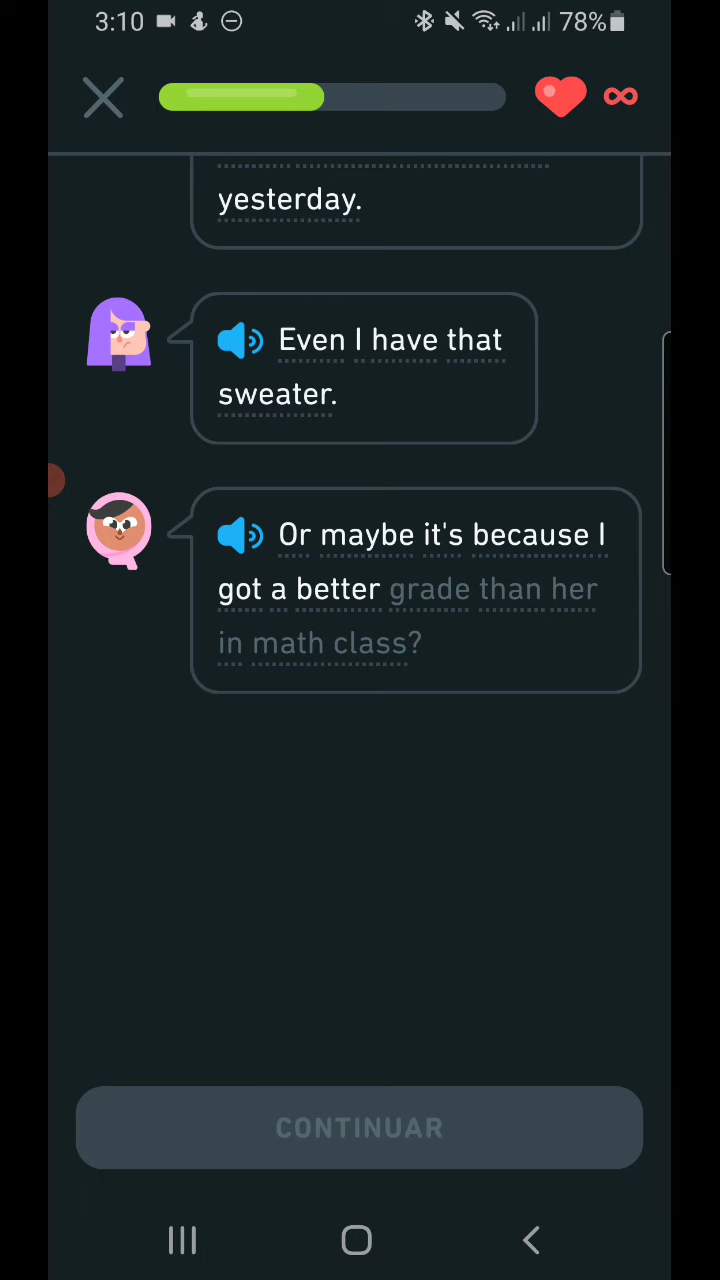 3:10 78%
yesterday.
Even I have that
sweater.
Or maybe it's because I
got a better grade than her
in math class?
CONTINUAR